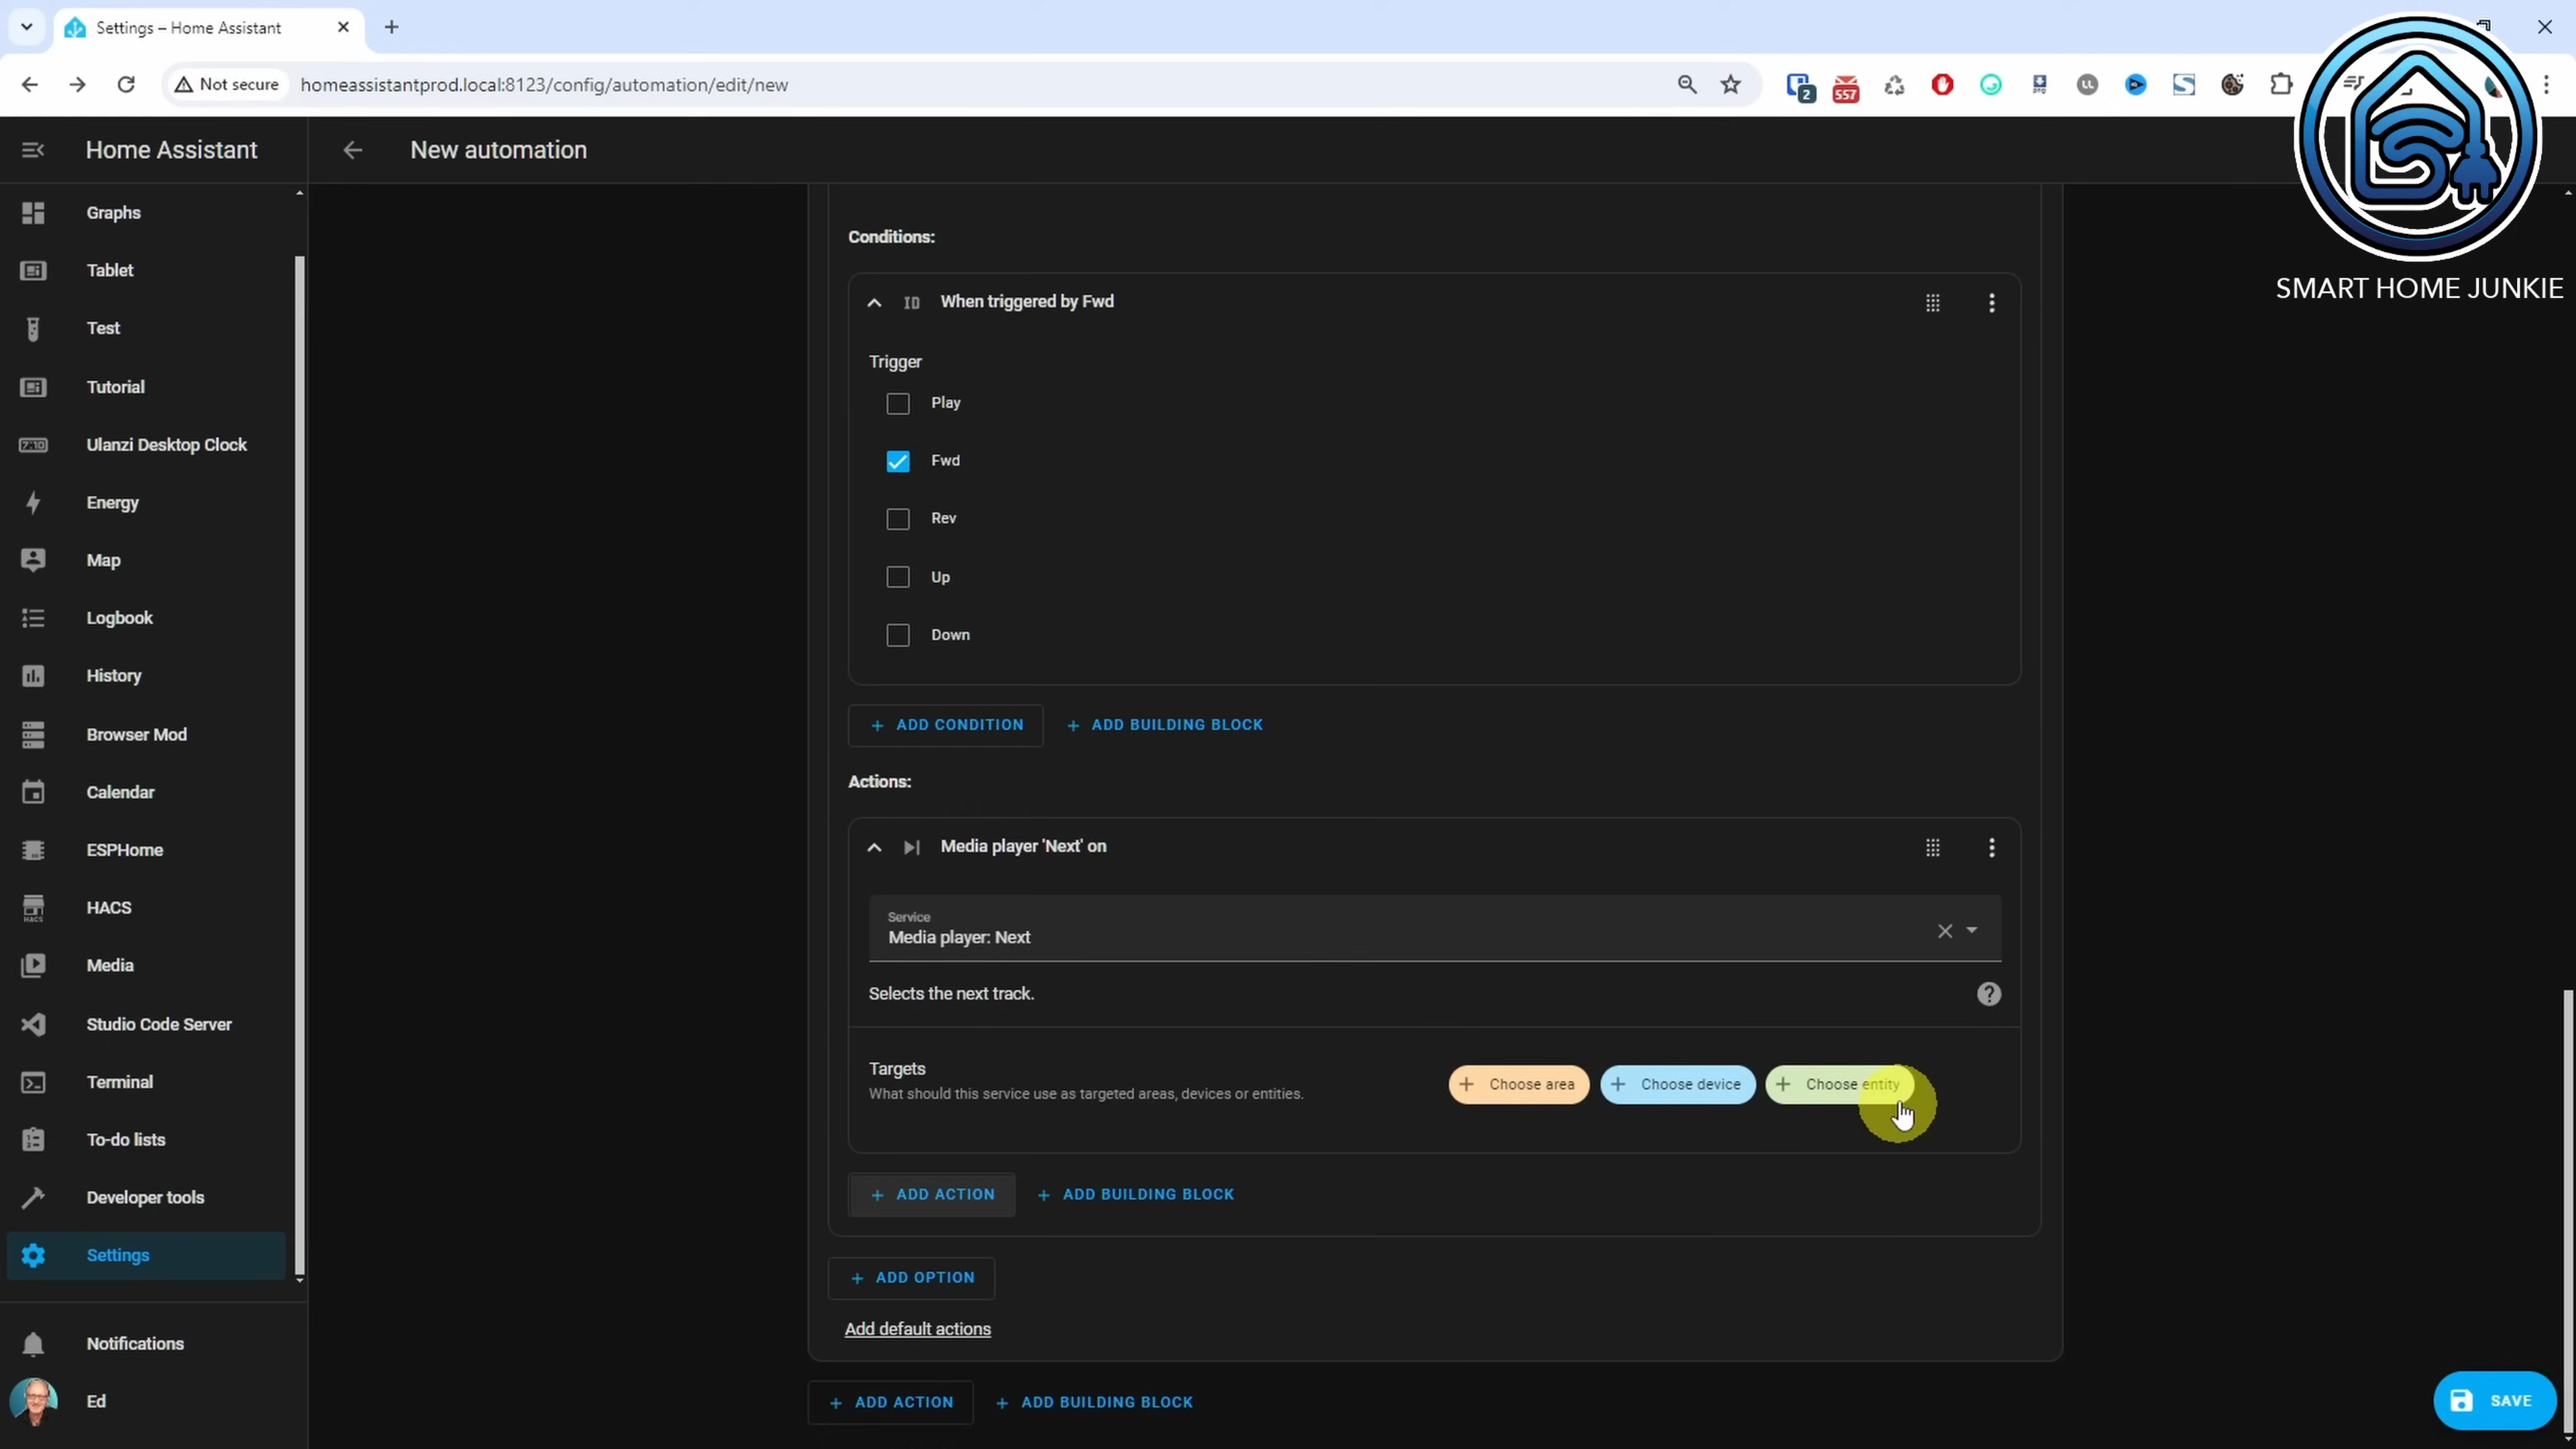 Settings – Home Assistant
Not secure
homeassistantprod.local:8123/config/automation/edit/new
2
557
Home Assistant
New automation
SMART HOME JUNKIE
Graphs
Tablet
Test
Tutorial
Ulanzi Desktop Clock
Energy
Map
Logbook
History
Browser Mod
Calendar
ESPHome
HACS
Media
Studio Code Server
Terminal
To-do lists
Developer tools
Settings
Notifications
Ed
Conditions:
ID When triggered by Fwd
Trigger
Play
Fwd
Rev
Up
Down
+ ADD CONDITION + ADD BUILDING BLOCK
Actions:
Media player 'Next' on
Service
Media player: Next
Selects the next track.
Targets
What should this service use as targeted areas, devices or entities.
+ Choose area + Choose device + Choose entity
+ ADD ACTION + ADD BUILDING BLOCK
+ ADD OPTION
Add default actions
+ ADD ACTION + ADD BUILDING BLOCK
SAVE